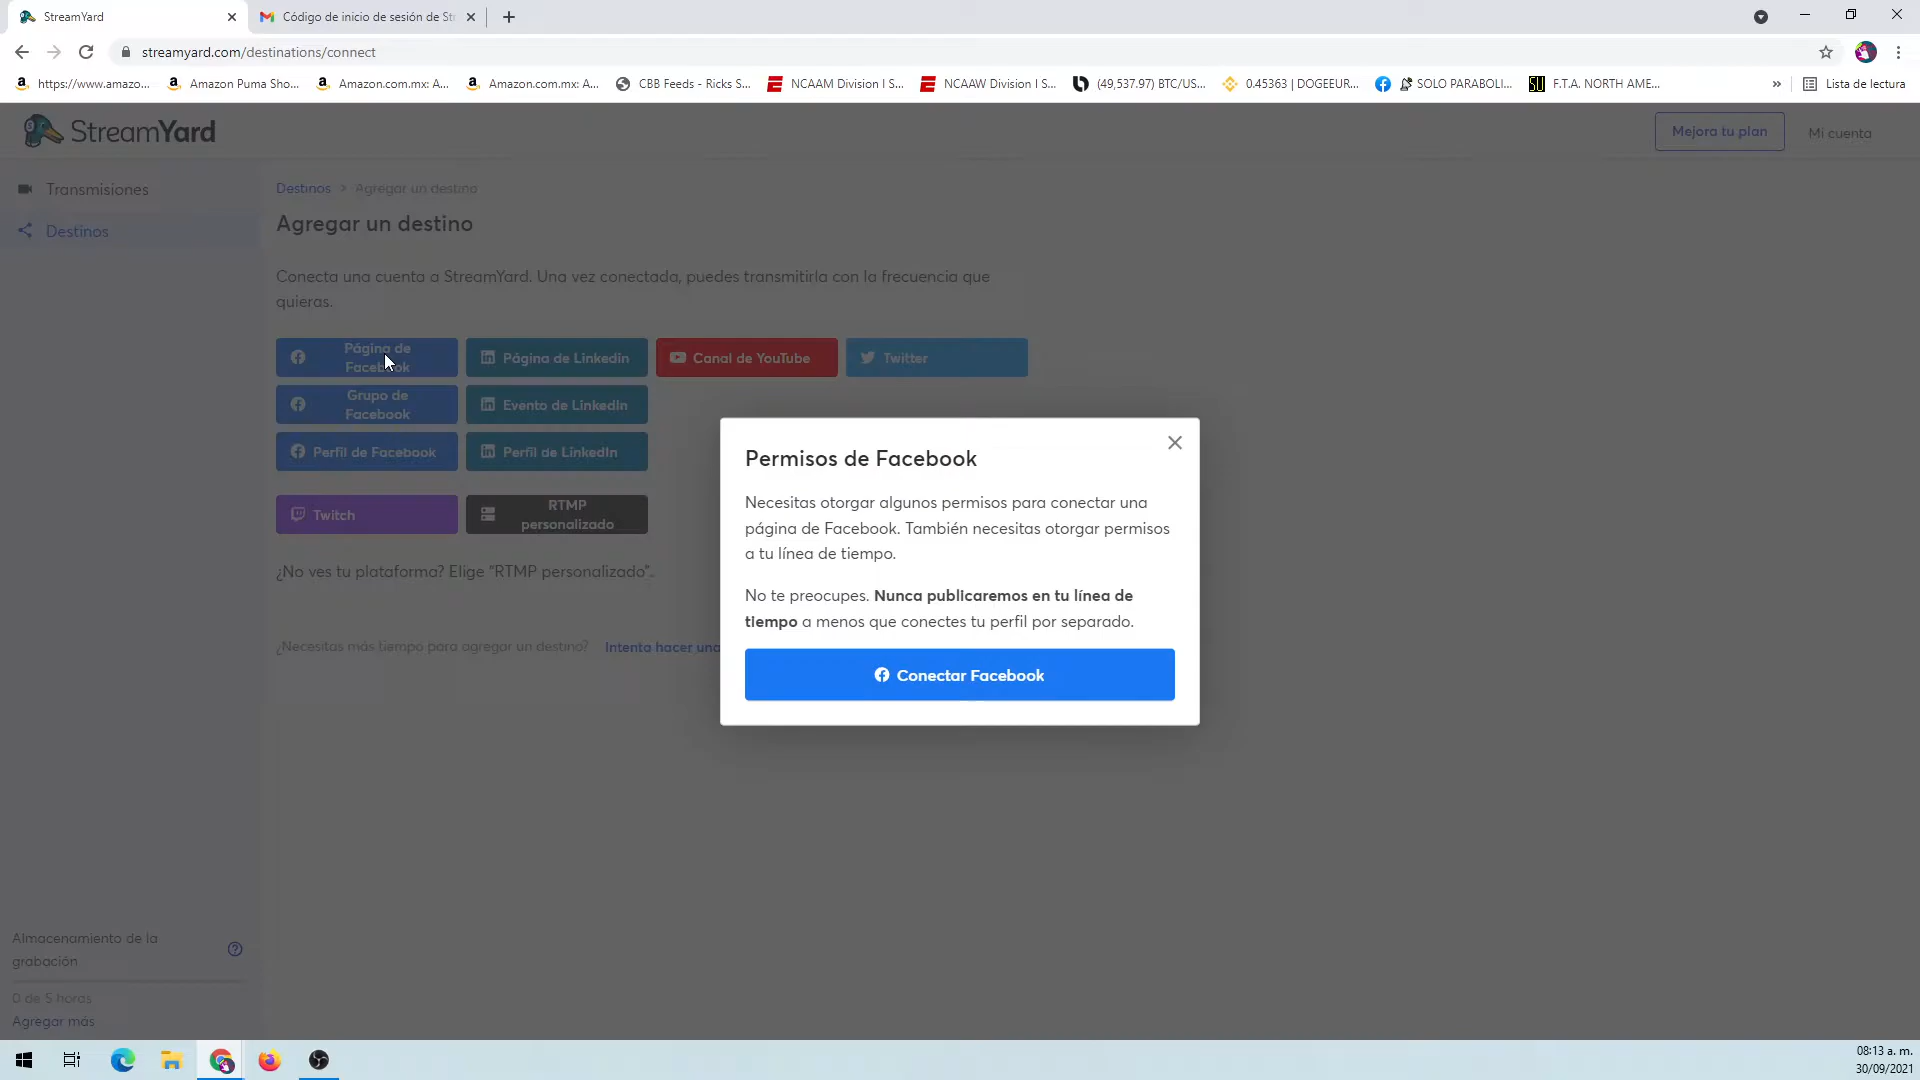 StreamYard
Código de inicio de sesión de St
streamyard.com/destinations/connect
https://www.amazo...
Amazon Puma Sho...
Amazon.com.mx: A...
Amazon.com.mx: A...
CBB Feeds - Ricks S...
NCAAM Division I S...
NCAAW Division I S...
(49,537.97) BTC/US...
0.45363 | DOGEEUR...
SOLO PARABOLI...
F.T.A. NORTH AME...
»
Lista de lectura
StreamYard
Mejora tu plan
Mi cuenta
Transmisiones
Destinos
Destinos > Agregar un destino
Agregar un destino
Conecta una cuenta a StreamYard. Una vez conectada, puedes transmitirla con la frecuencia que
quieras.
Página de
Facebook
Página de Linkedin
Canal de YouTube
Twitter
Grupo de
Facebook
Evento de LinkedIn
Perfil de Facebook
Perfil de LinkedIn
Twitch
RTMP
personalizado
¿No ves tu plataforma? Elige "RTMP personalizado"..
¿Necesitas más tiempo para agregar un destino? Intenta hacer una
Permisos de Facebook
Necesitas otorgar algunos permisos para conectar una
página de Facebook. También necesitas otorgar permisos
a tu línea de tiempo.
No te preocupes. Nunca publicaremos en tu línea de
tiempo a menos que conectes tu perfil por separado.
Conectar Facebook
Almacenamiento de la
grabación
0 de 5 horas
Agregar más
08:13 a. m.
30/09/2021